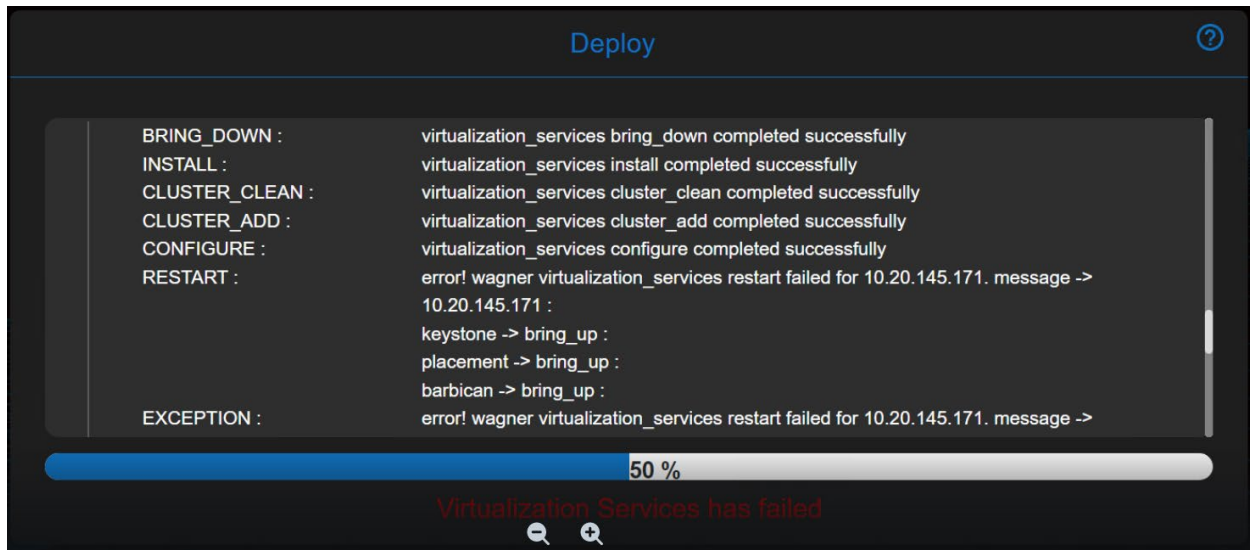 Deploy
BRING_DOWN : virtualization_services bring_down completed successfully
INSTALL : virtualization_services install completed successfully
CLUSTER_CLEAN : virtualization_services cluster_clean completed successfully
CLUSTER_ADD : virtualization_services cluster_add completed successfully
CONFIGURE : virtualization_services configure completed successfully
RESTART : error! wagner virtualization_services restart failed for 10.20.145.171. message ->
10.20.145.171 :
keystone -> bring_up :
placement -> bring_up :
barbican -> bring_up :
EXCEPTION : error! wagner virtualization_services restart failed for 10.20.145.171. message ->
50 %
Virtualization Services has failed